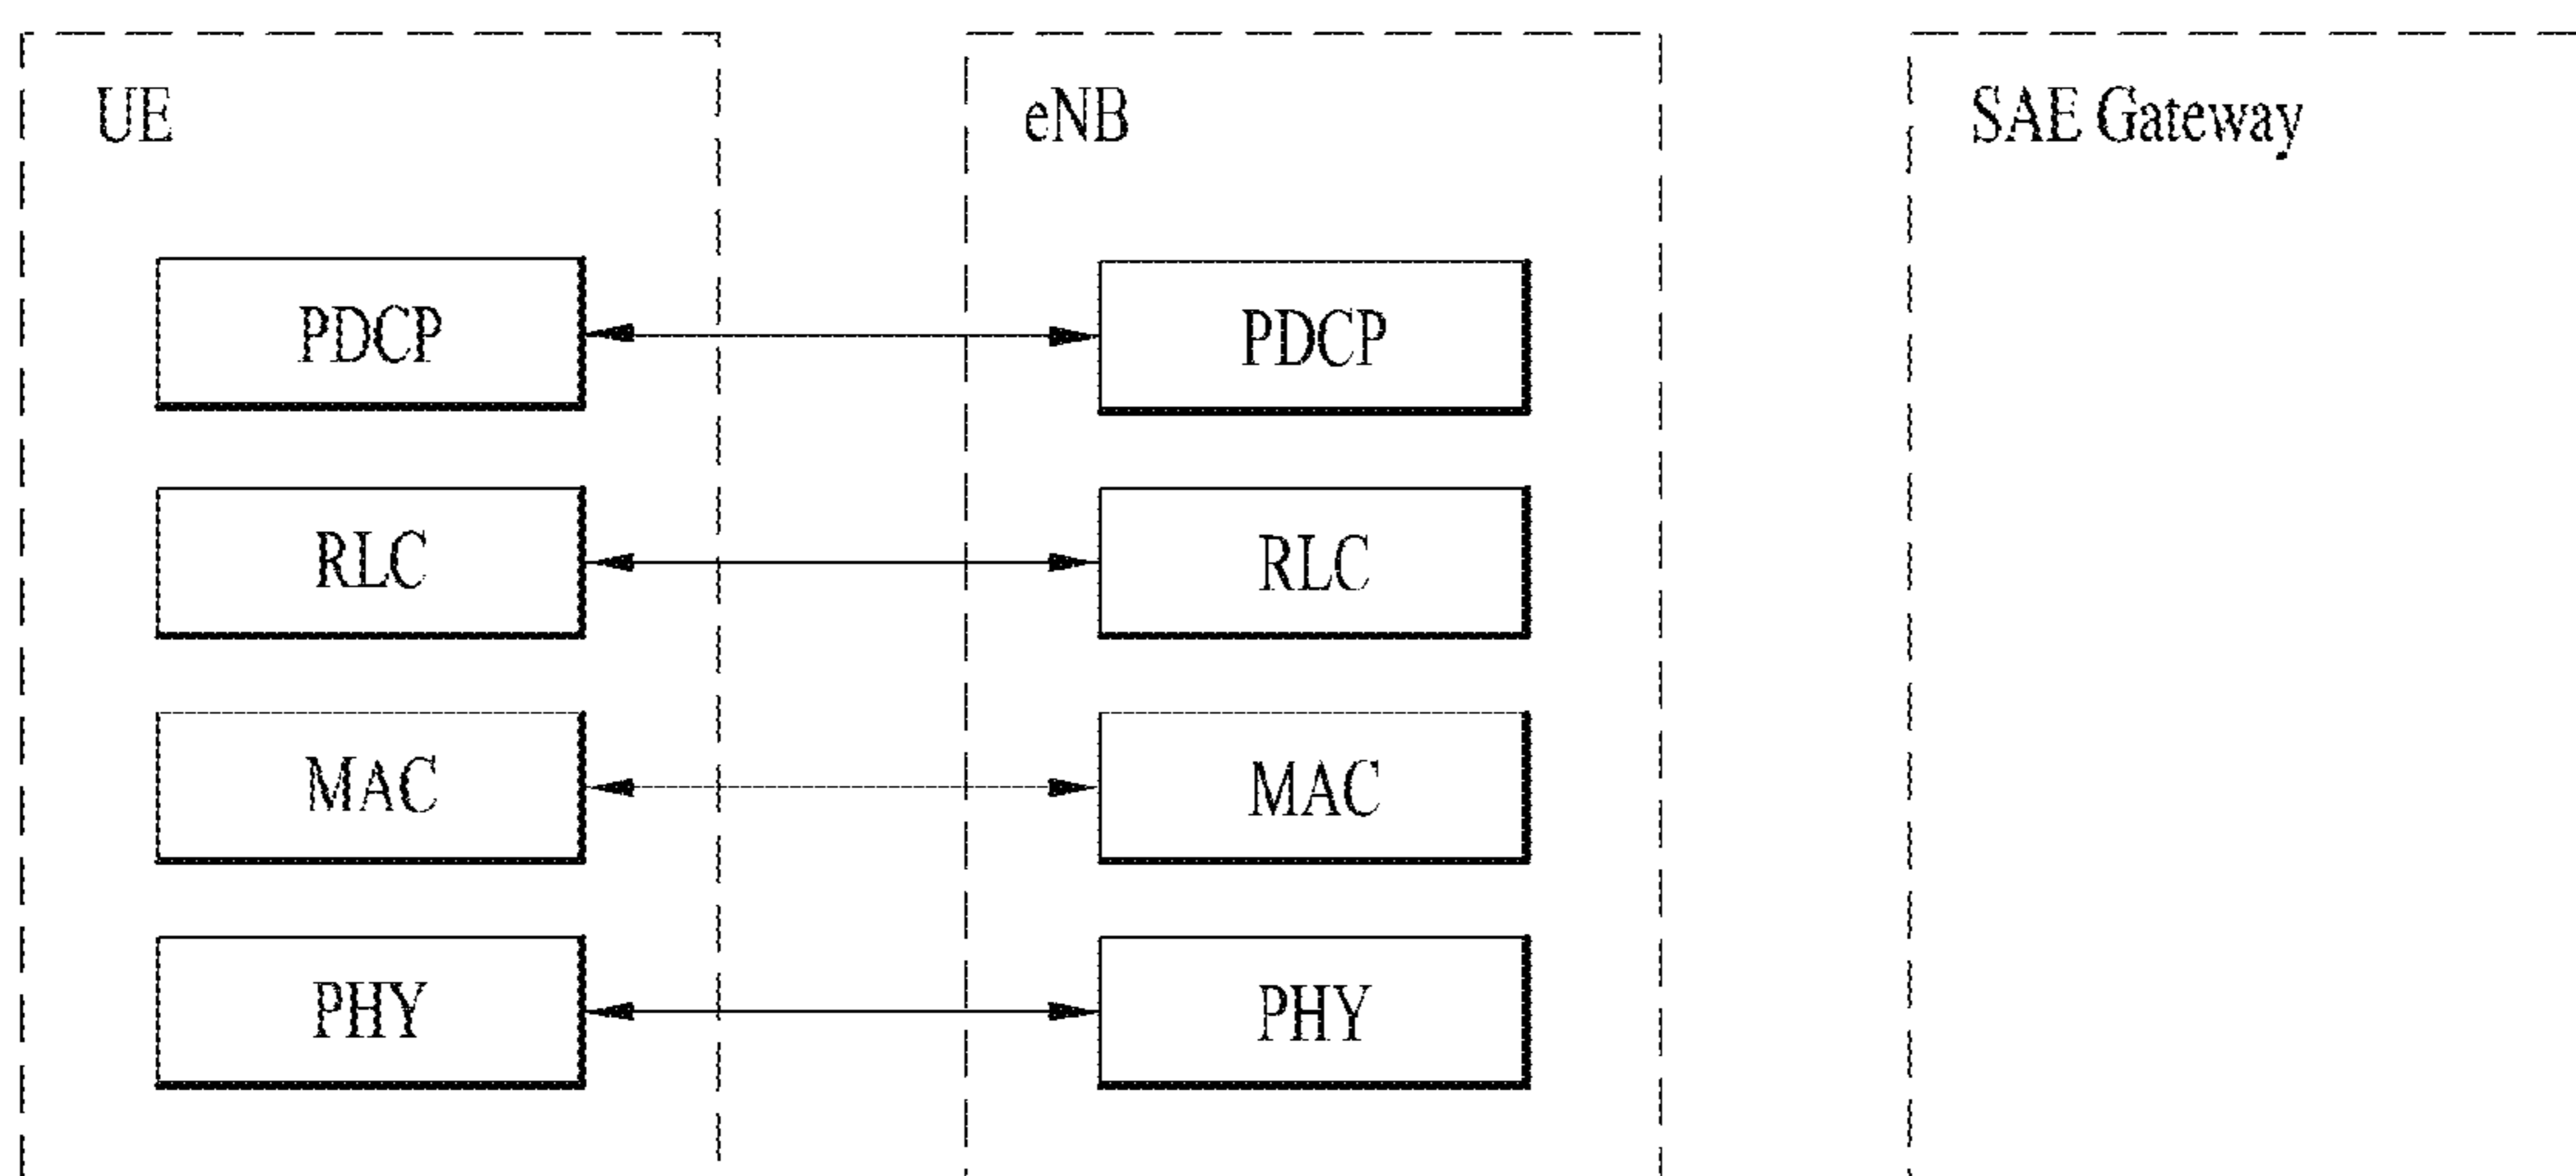 UE
eNB
SAE Gateway
PDCP
PDCP
RLC
RLC
MAC
MAC
PHY
PHY